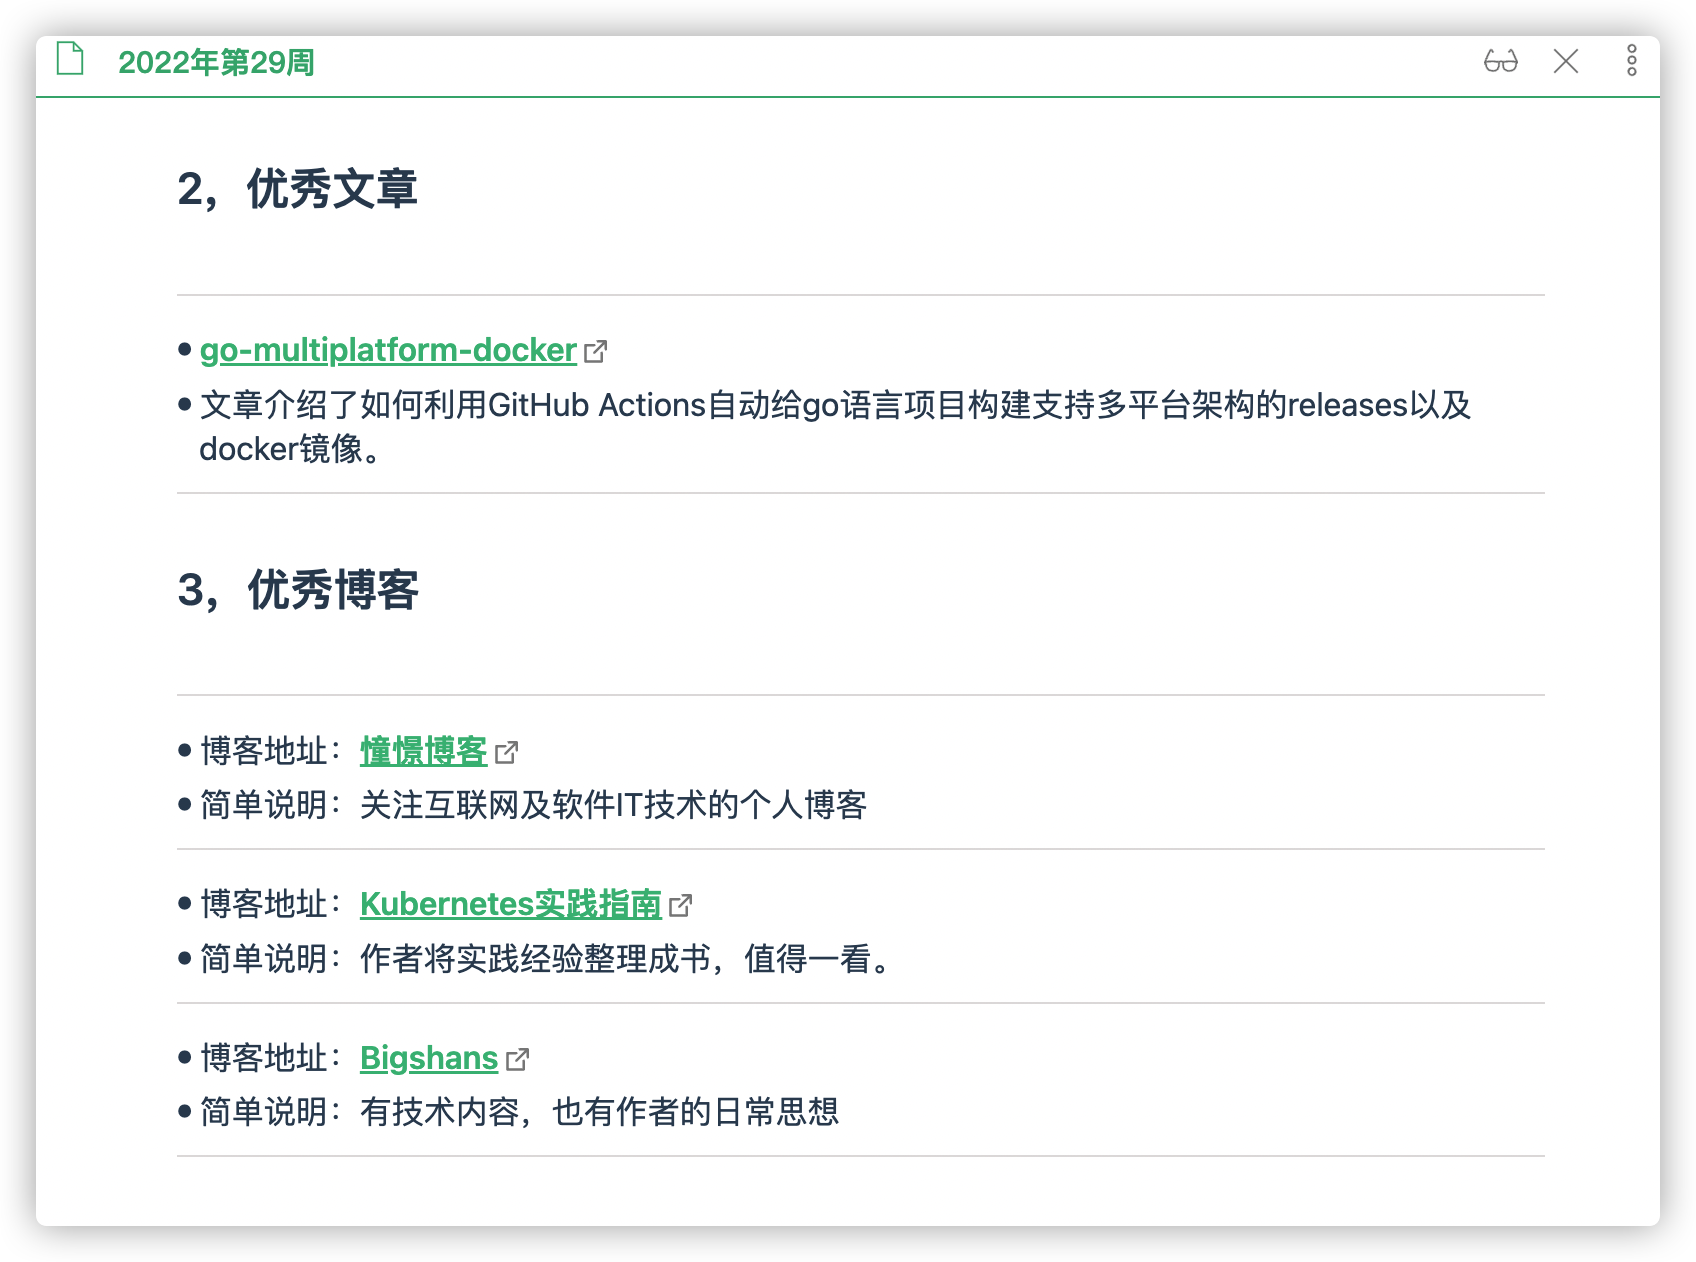 2022年第29周
2，优秀文章
go-multiplatform-docker
文章介绍了如何利用GitHub Actions自动给go语言项目构建支持多平台架构的releases以及
docker镜像。
3，优秀博客
博客地址：憧憬博客
简单说明：关注互联网及软件IT技术的个人博客
博客地址：Kubernetes实践指南
简单说明：作者将实践经验整理成书，值得一看。
博客地址：Bigshans
简单说明：有技术内容，也有作者的日常思想